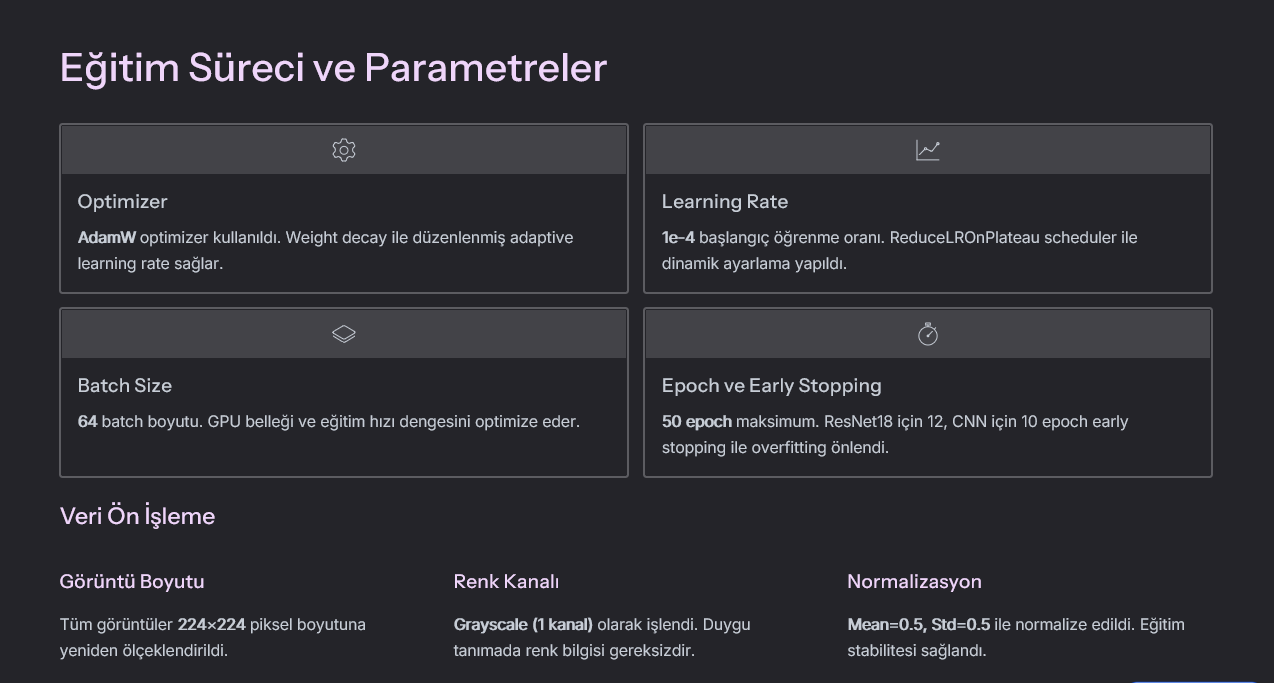 Eğitim Süreci ve Parametreler
Optimizer
AdamW optimizer kullanıldı. Weight decay ile düzenlenmiş adaptive
learning rate sağlar.
Learning Rate
1e-4 başlangıç öğrenme oranı. ReduceLROnPlateau scheduler ile
dinamik ayarlama yapıldı.
Batch Size
64 batch boyutu. GPU belleği ve eğitim hızı dengesini optimize eder.
Epoch ve Early Stopping
50 epoch maksimum. ResNet18 için 12, CNN için 10 epoch early
stopping ile overfitting önlendi.
Veri Ön İşleme
Görüntü Boyutu
Tüm görüntüler 224×224 piksel boyutuna
yeniden ölçeklendirildi.
Renk Kanalı
Grayscale (1 kanal) olarak işlendi. Duygu
tanımada renk bilgisi gereksizdir.
Normalizasyon
Mean=0.5, Std=0.5 ile normalize edildi. Eğitim
stabilitesi sağlandı.